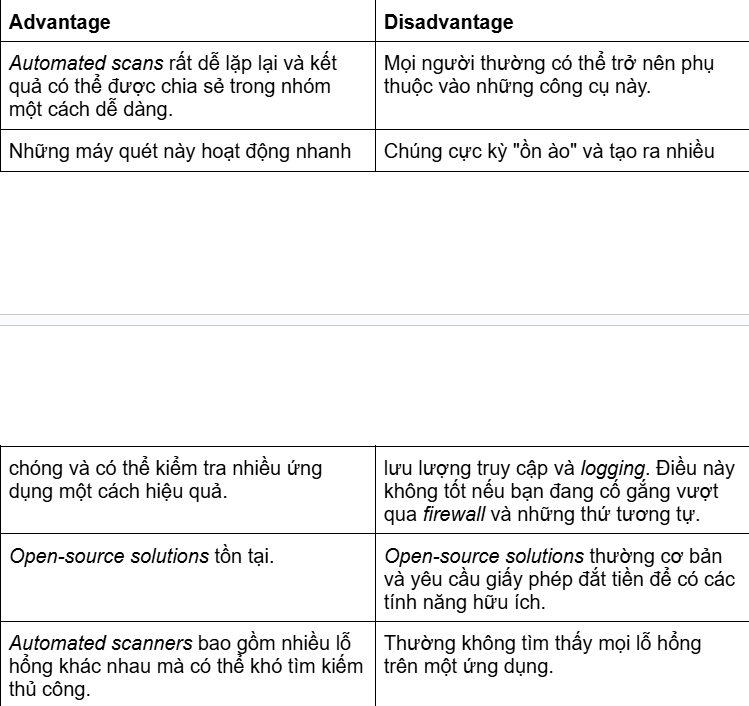 Advantage
Disadvantage
Automated scans rất dễ lặp lại và kết
quả có thể được chia sẻ trong nhóm
một cách dễ dàng.
Mọi người thường có thể trở nên phụ
thuộc vào những công cụ này.
Những máy quét này hoạt động nhanh
Chúng cực kỳ "ồn ào" và tạo ra nhiều
chóng và có thể kiểm tra nhiều ứng
dụng một cách hiệu quả.
lưu lượng truy cập và logging. Điều này
không tốt nếu bạn đang cố gắng vượt
qua firewall và những thứ tương tự.
Open-source solutions tồn tại.
Open-source solutions thường cơ bản
và yêu cầu giấy phép đắt tiền để có các
tính năng hữu ích.
Automated scanners bao gồm nhiều lỗ
hổng khác nhau mà có thể khó tìm kiếm
thủ công.
Thường không tìm thấy mọi lỗ hổng
trên một ứng dụng.